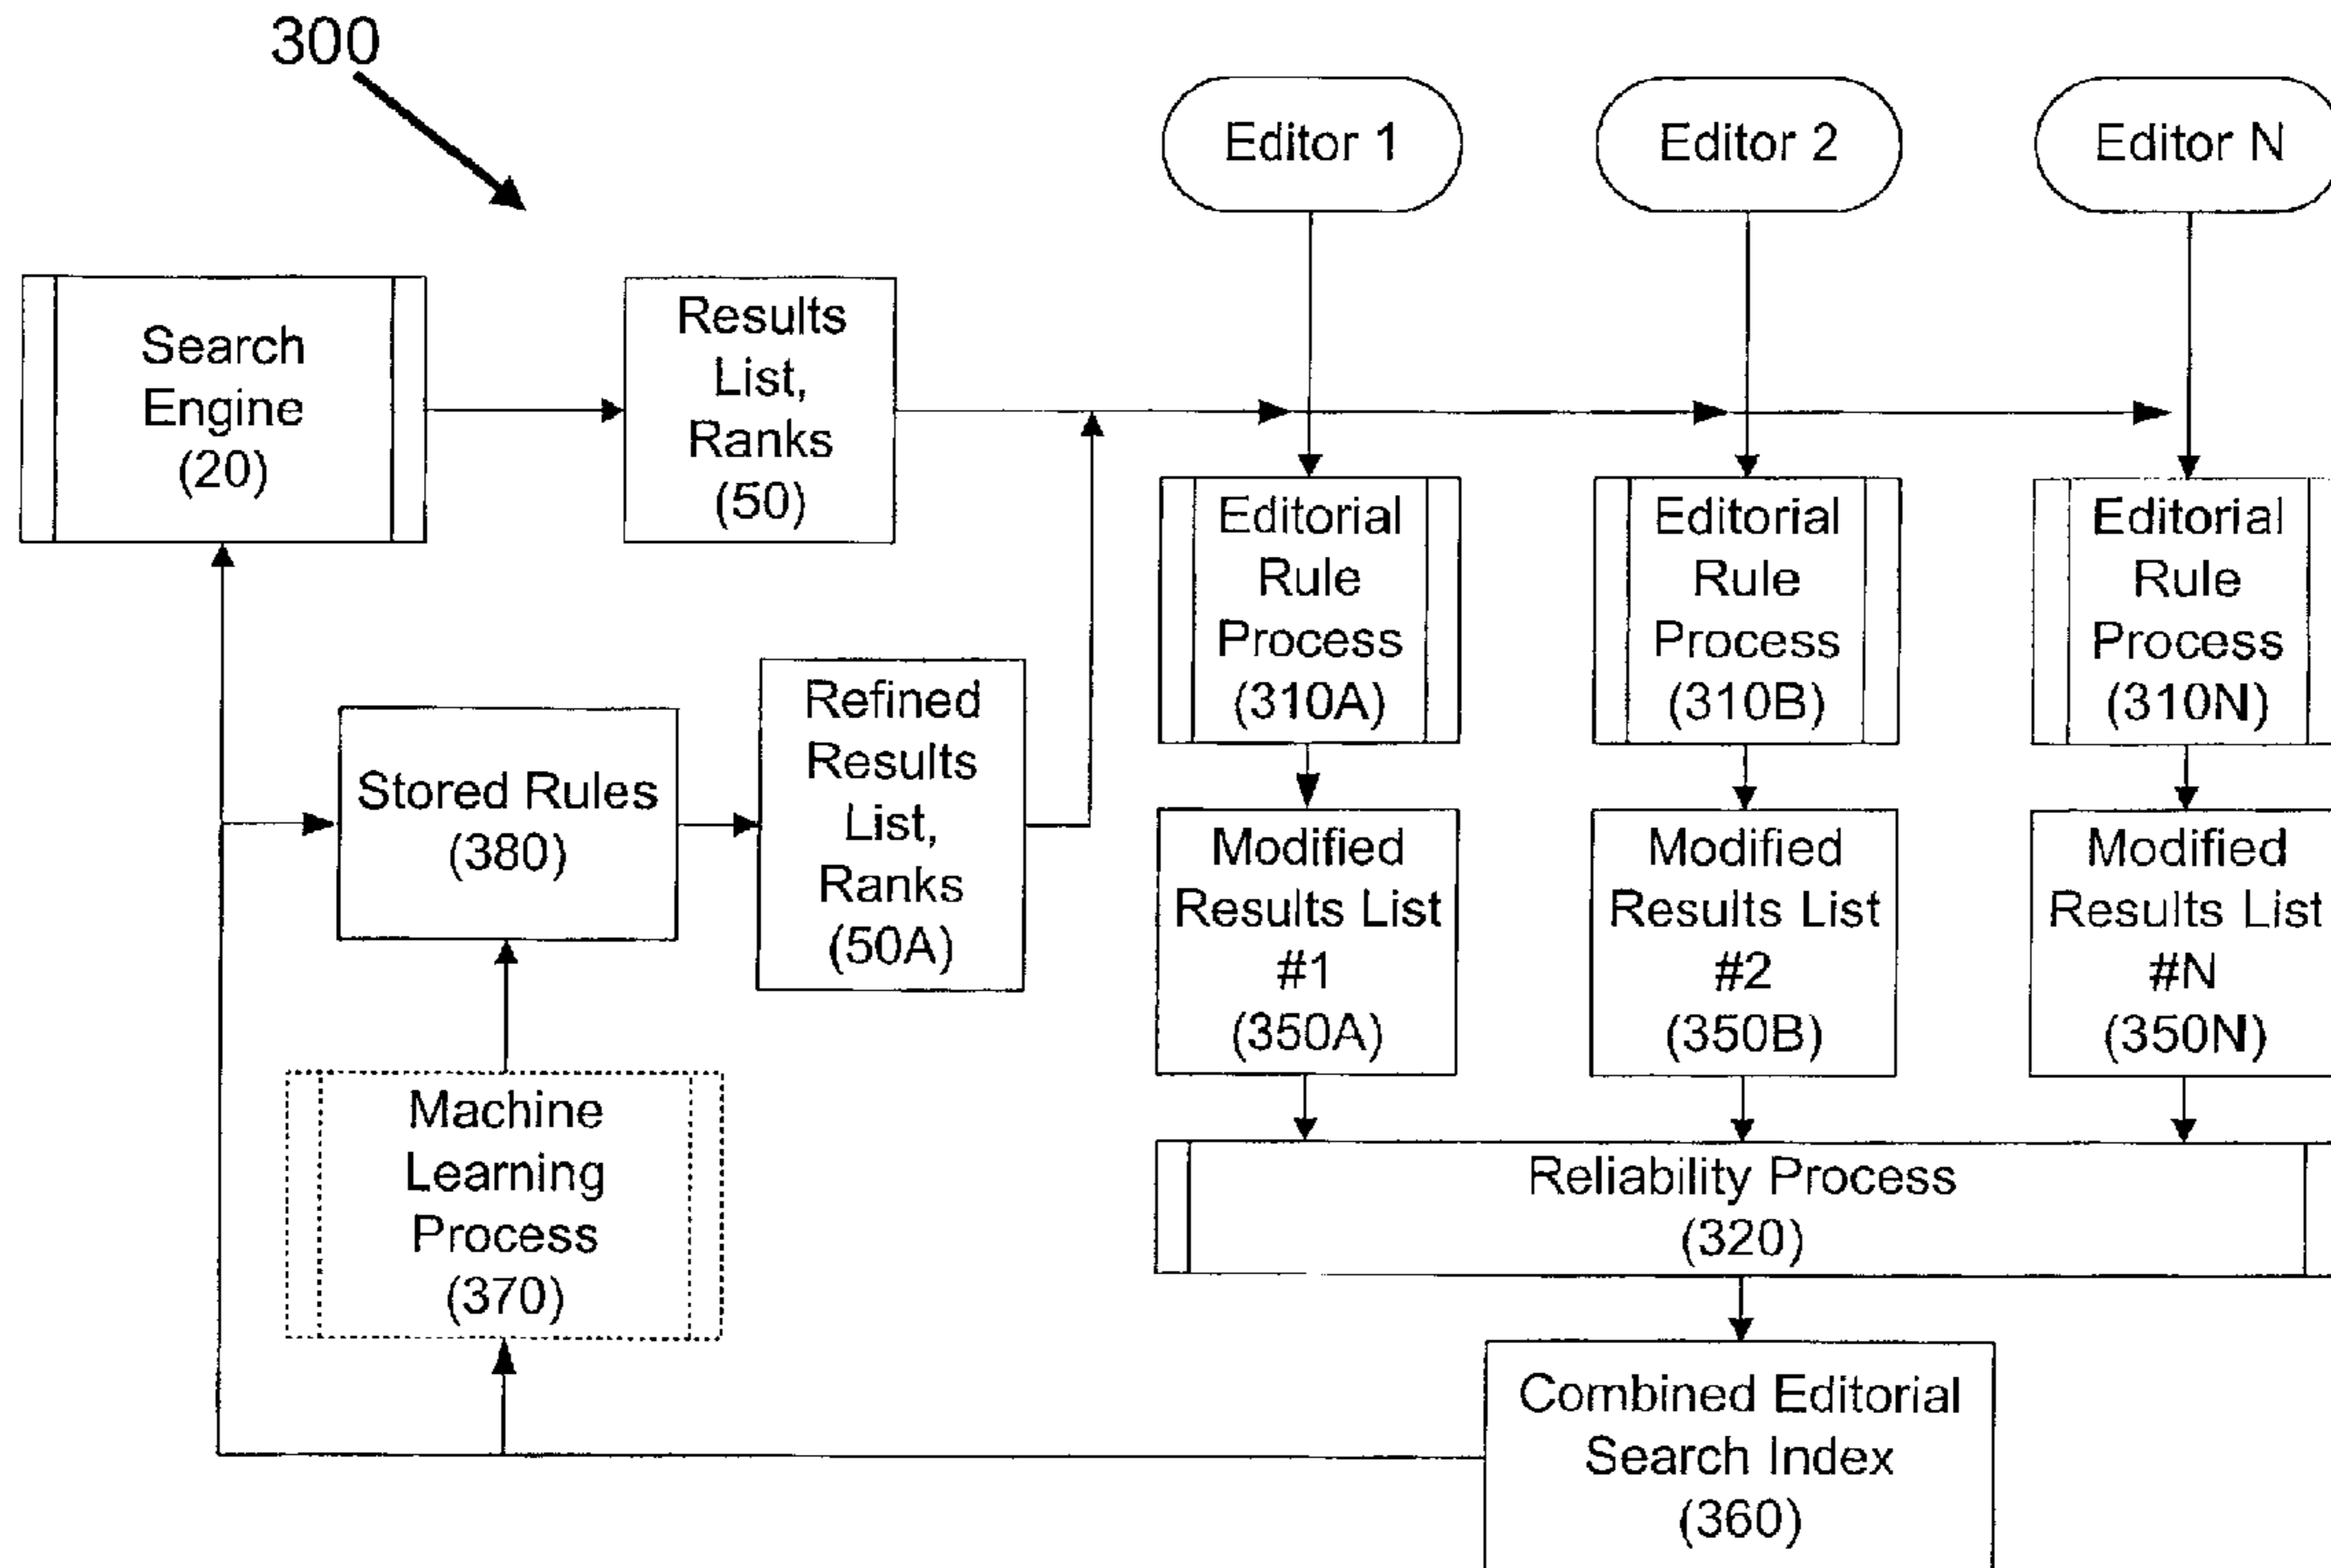 300
Editor 1
Editor 2
Editor N
Search
Engine
(20)
Results
List,
Ranks
(50)
Editorial
Rule
Process
(310A)
Editorial
Rule
Process
(310B)
Editorial
Rule
Process
(310N)
Stored Rules
(380)
Refined
Results
List,
Ranks
(50A)
Modified
Results List
#1
(350A)
Modified
Results List
#2
(350B)
Modified
Results List
#N
(350N)
Machine
Learning
Process
(370)
Reliability Process
(320)
Combined Editorial
Search Index
(360)